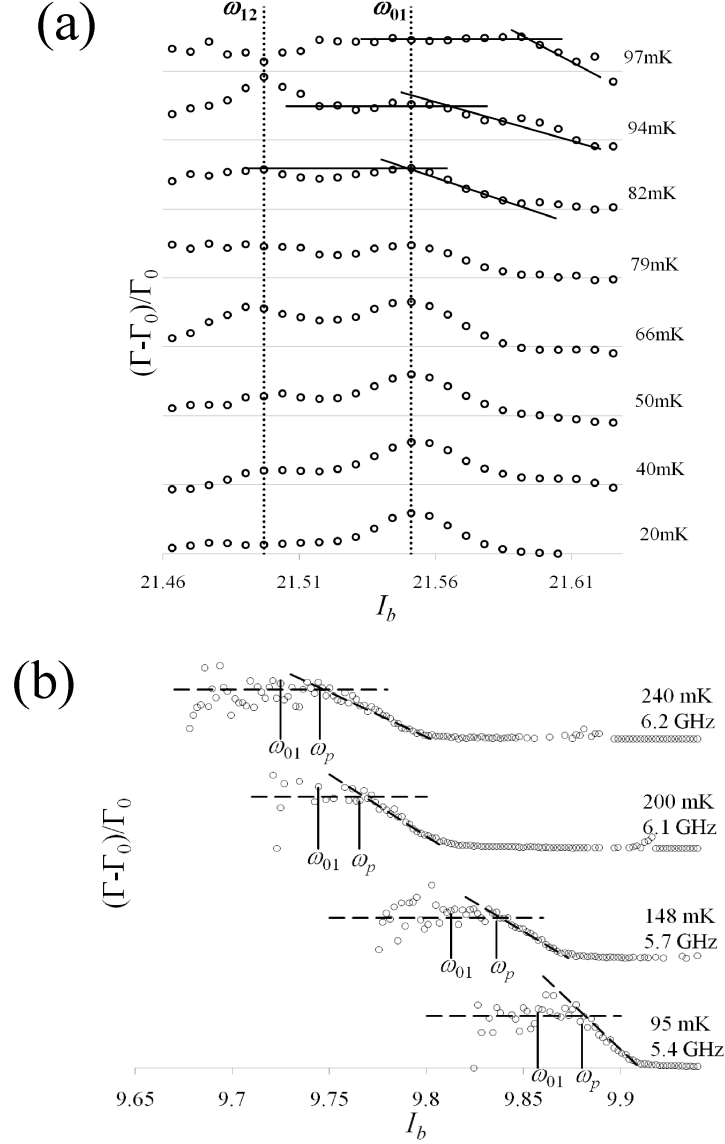 (a)
ω12
ω01
97mK
94mK
82mK
79mK
66mK
50mK
40mK
20mK
(Γ-Γ0)/Γ0
21.46
21.51
21.56
21.61
Ib
(b)
240 mK
6.2 GHz
ω01
ωp
200 mK
6.1 GHz
ω01
ωp
148 mK
5.7 GHz
ω01
ωp
95 mK
5.4 GHz
ω01
ωp
(Γ-Γ0)/Γ0
9.65
9.7
9.75
9.8
9.85
9.9
Ib